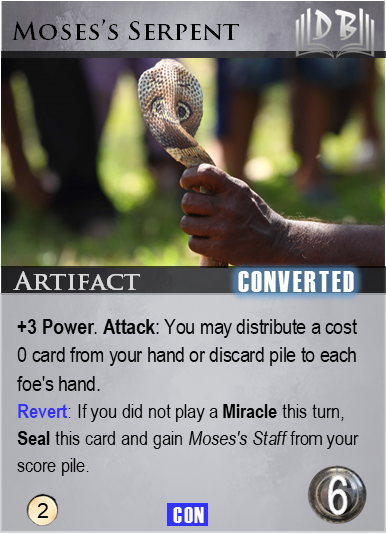 Moses's Serpent
DB
Artifact
CONVERTED
+3 Power. Attack: You may distribute a cost
0 card from your hand or discard pile to each
foe's hand.
Revert: If you did not play a Miracle this turn,
Seal this card and gain Moses's Staff from your
score pile.
2
CON
6